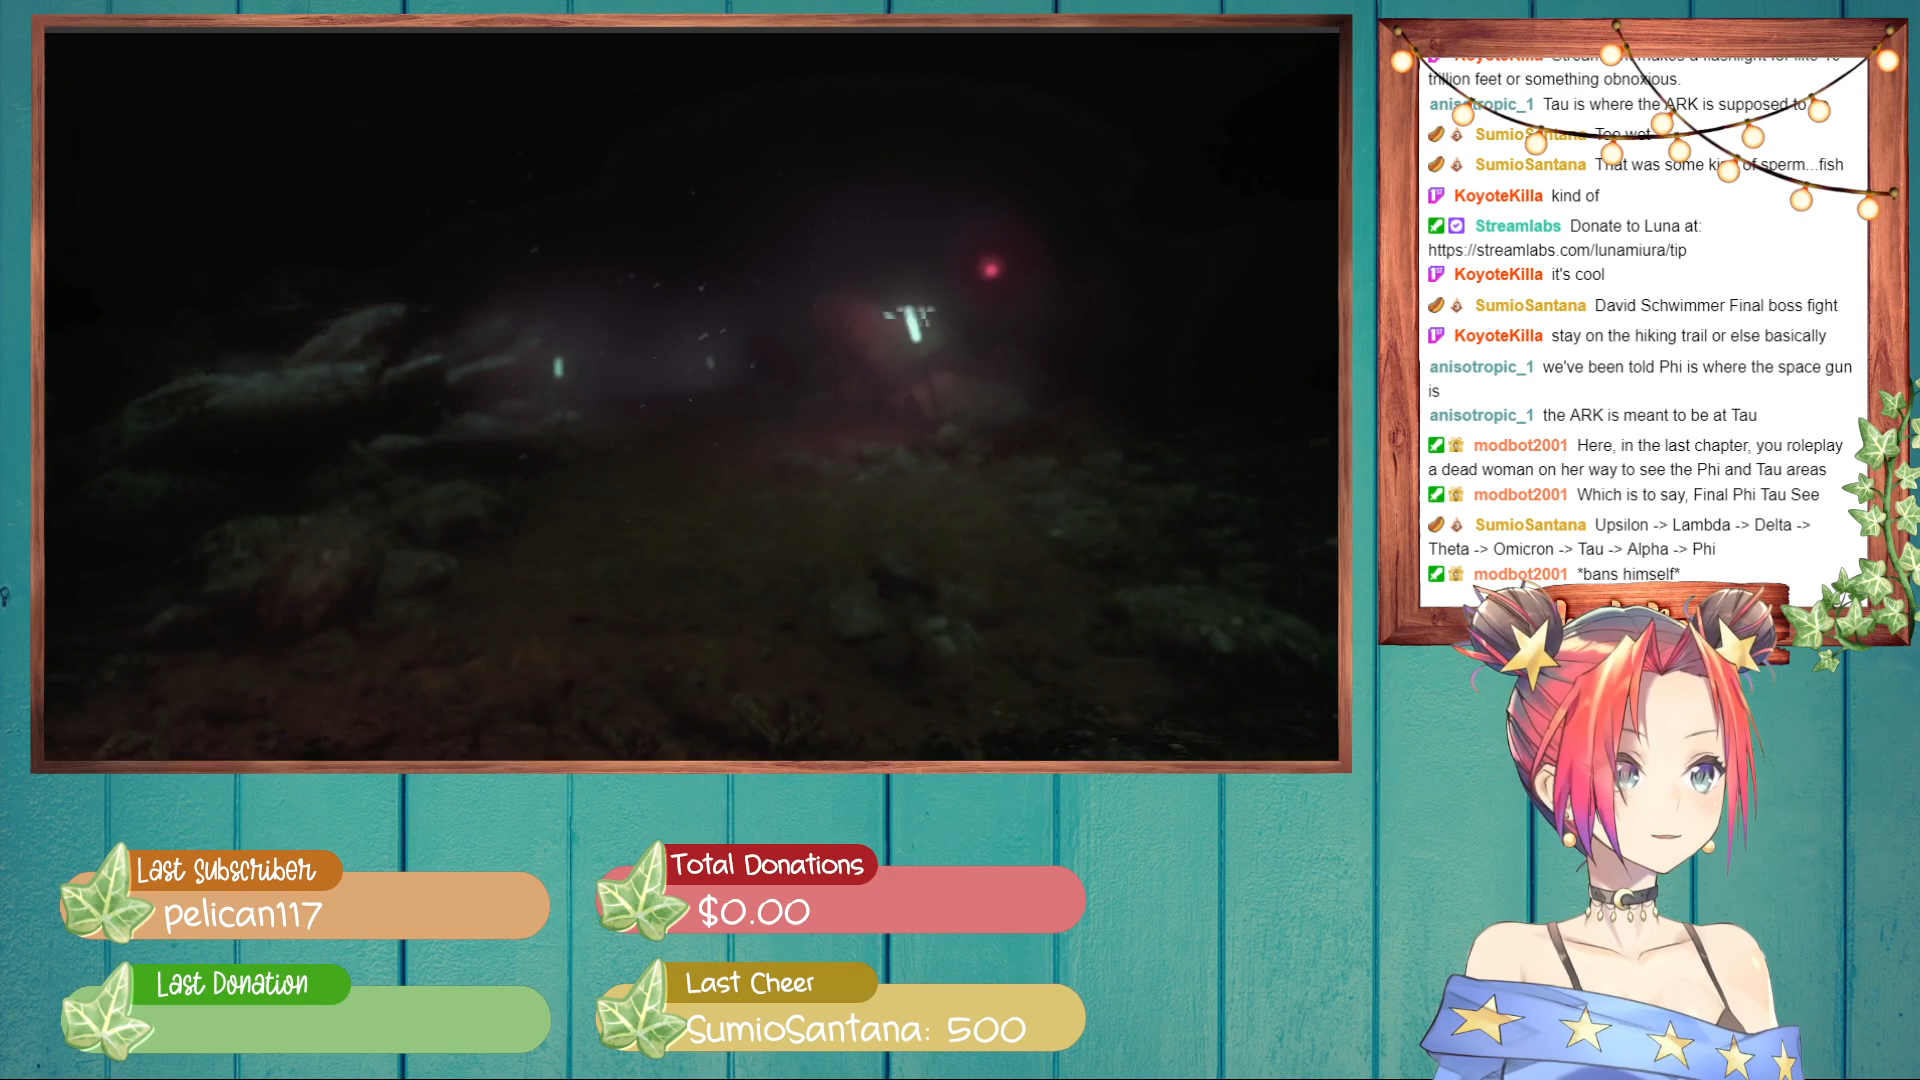 trillion feet or something obnoxious.
anisotropic_1 Tau is where the ARK is supposed to
SumioSantana Too wet
SumioSantana That was some kind of sperm...fish
KoyoteKilla kind of
Streamlabs Donate to Luna at:
https://streamlabs.com/lunamiura/tip
KoyoteKilla it's cool
SumioSantana David Schwimmer Final boss fight
KoyoteKilla stay on the hiking trail or else basically
anisotropic_1 we've been told Phi is where the space gun
is
anisotropic_1 the ARK is meant to be at Tau
modbot2001 Here, in the last chapter, you roleplay
a dead woman on her way to see the Phi and Tau areas
modbot2001 Which is to say, Final Phi Tau See
SumioSantana Upsilon -> Lambda -> Delta ->
Theta -> Omicron -> Tau -> Alpha -> Phi
modbot2001 *bans himself*
Last Subscriber
pelican117
Total Donations
$0.00
Last Donation
Last Cheer
SumioSantana: 500